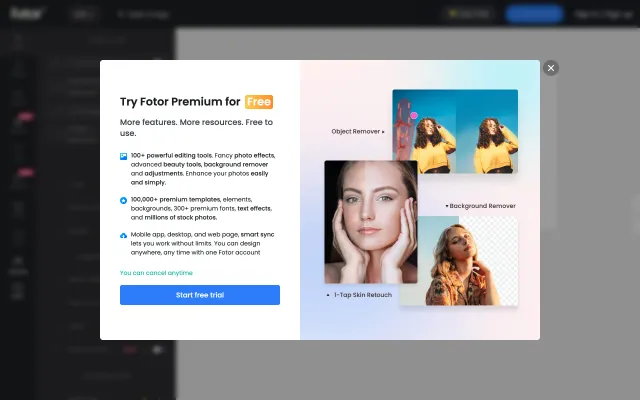 Fotor
Try Fotor Premium for Free
More features. More resources. Free to
use.
100+ powerful editing tools. Fancy photo effects,
advanced beauty tools, background remover
and adjustments. Enhance your photos easily
and simply.
100,000+ premium templates, elements,
backgrounds, 300+ premium fonts, text effects,
and millions of stock photos.
Mobile app, desktop, and web page, smart sync
lets you work without limits. You can design
anywhere, any time with one Fotor account
You can cancel anytime
Start free trial
Object Remover
Background Remover
1-Tap Skin Retouch